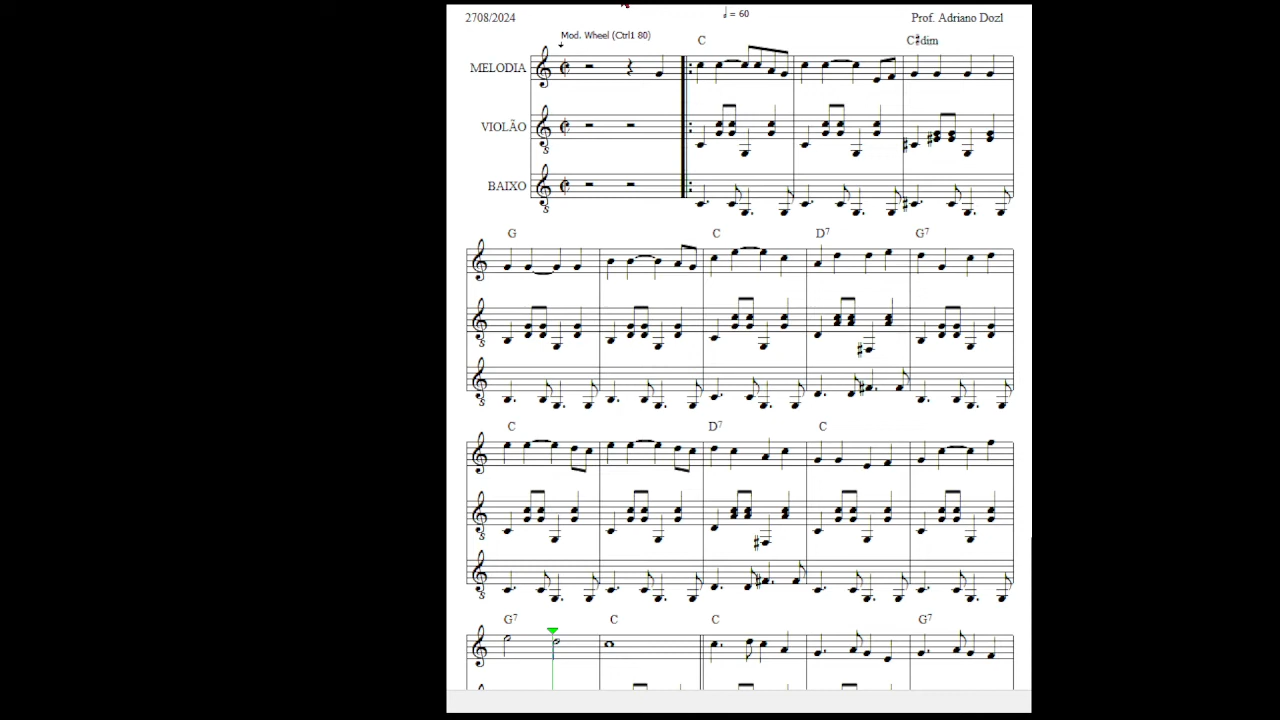 2708/2024 = 60 Prof. Adriano Dozl
Mod. Wheel (Ctrl1 80)
C C#dim
MELODIA
VIOLÃO
BAIXO
G C D7 G7
C D7 C
G7 C C G7